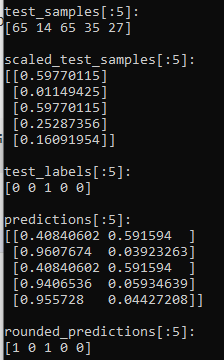 test_samples[:5]:
[65 14 65 35 27]
scaled_test_samples[:5]:
[[0.59770115]
[0.01149425]
[0.59770115]
[0.25287356]
[0.16091954]]
test_labels[:5]:
[0 0 1 0 0]
predictions[:5]:
[[0.40840602 0.591594  ]
[0.9607674  0.03923263]
[0.40840602 0.591594  ]
[0.9406536  0.05934639]
[0.955728   0.04427208]]
rounded_predictions[:5]:
[1 0 1 0 0]